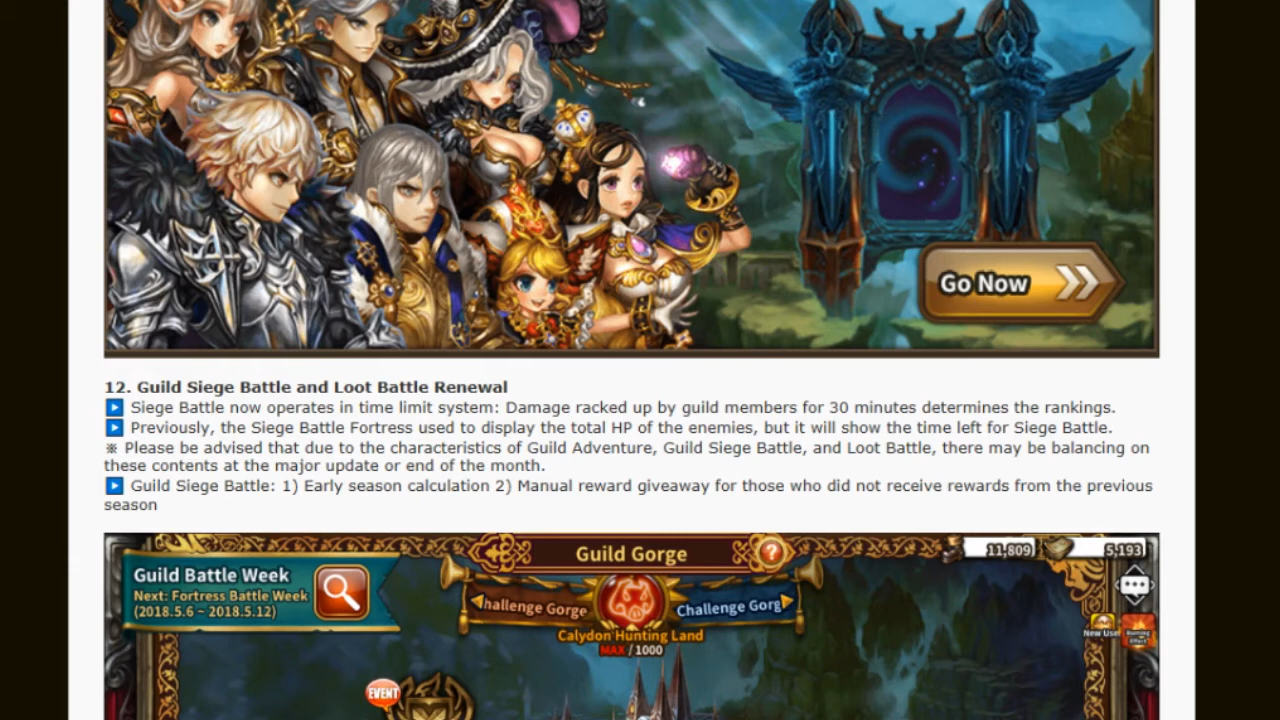 Go Now
12. Guild Siege Battle and Loot Battle Renewal
▶ Siege Battle now operates in time limit system: Damage racked up by guild members for 30 minutes determines the rankings.
▶ Previously, the Siege Battle Fortress used to display the total HP of the enemies, but it will show the time left for Siege Battle.
※ Please be advised that due to the characteristics of Guild Adventure, Guild Siege Battle, and Loot Battle, there may be balancing on
these contents at the major update or end of the month.
▶ Guild Siege Battle: 1) Early season calculation 2) Manual reward giveaway for those who did not receive rewards from the previous
season
Guild Gorge
?
11,809
5,193
Guild Battle Week
Next: Fortress Battle Week
(2018.5.6 ~ 2018.5.12)
hallenge Gorge
Challenge Gorg
Calydon Hunting Land
MAX / 1000
New User
Burning
Effect
EVENT